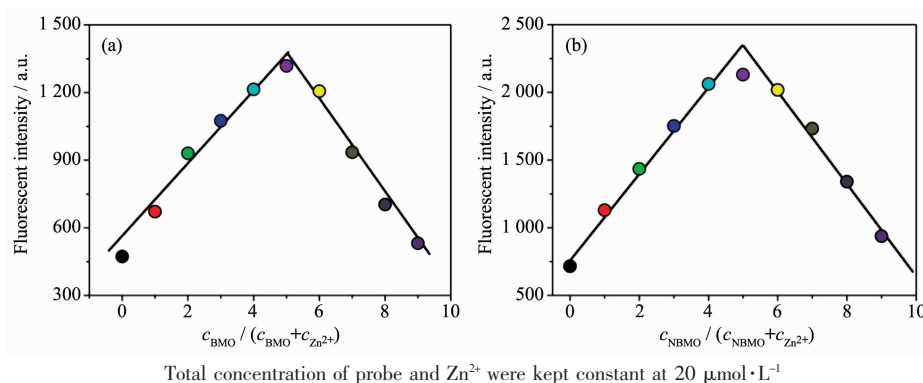 1 500
1 200
900
600
300
(a)
Fluorescent intensity / a.u.
0 2 4 6 8 10
c_BMO / (c_BMO+c_Zn²⁺)
2 500
2 000
1 500
1 000
500
(b)
Fluorescent intensity / a.u.
0 2 4 6 8 10
c_NBMO / (c_NBMO+c_Zn²⁺)
Total concentration of probe and Zn²⁺ were kept constant at 20 μmol·L⁻¹